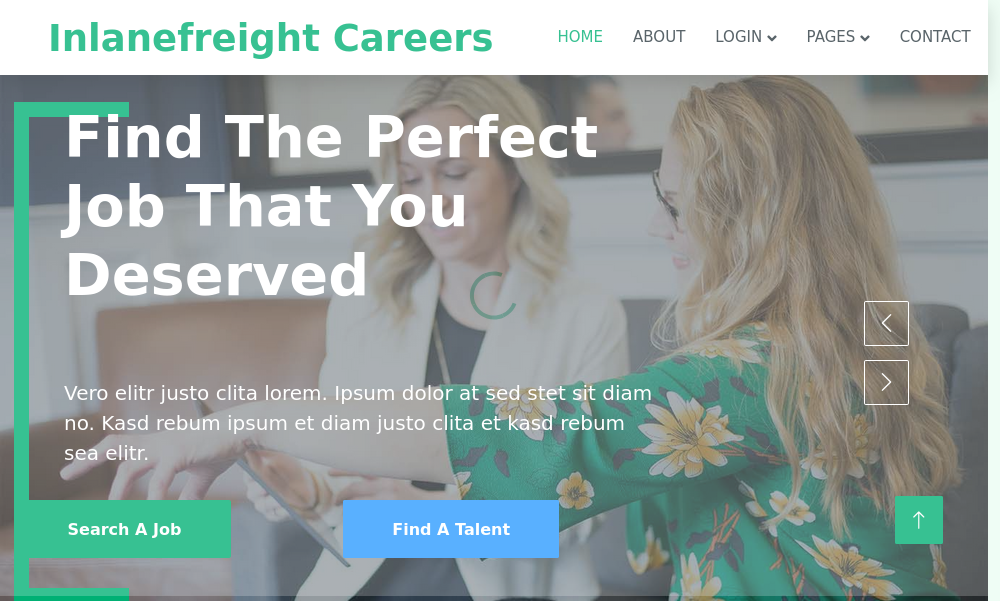 Inlanefreight Careers
HOME ABOUT LOGIN PAGES CONTACT
Find The Perfect
Job That You
Deserved
Vero elitr justo clita lorem. Ipsum dolor at sed stet sit diam
no. Kasd rebum ipsum et diam justo clita et kasd rebum
sea elitr.
Search A Job Find A Talent